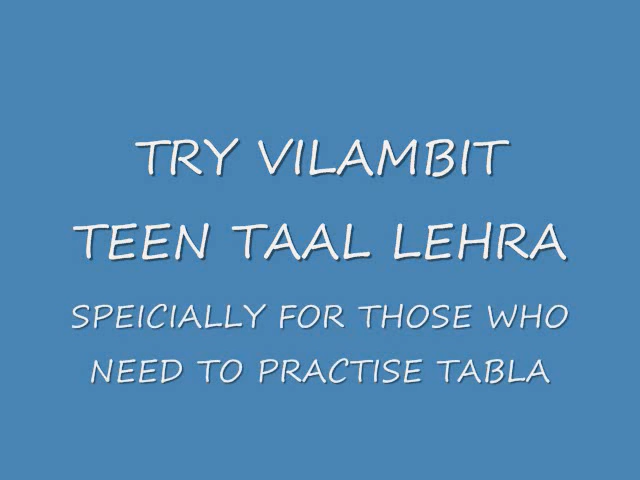 TRY VILAMBIT
TEEN TAAL LEHRA
SPEICIALLY FOR THOSE WHO
NEED TO PRACTISE TABLA